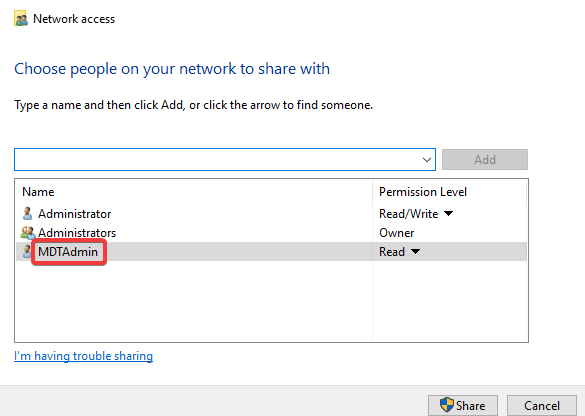 Network access
Choose people on your network to share with
Type a name and then click Add, or click the arrow to find someone.
Add
Name Permission Level
Administrator Read/Write
Administrators Owner
MDTAdmin Read
I'm having trouble sharing
Share Cancel